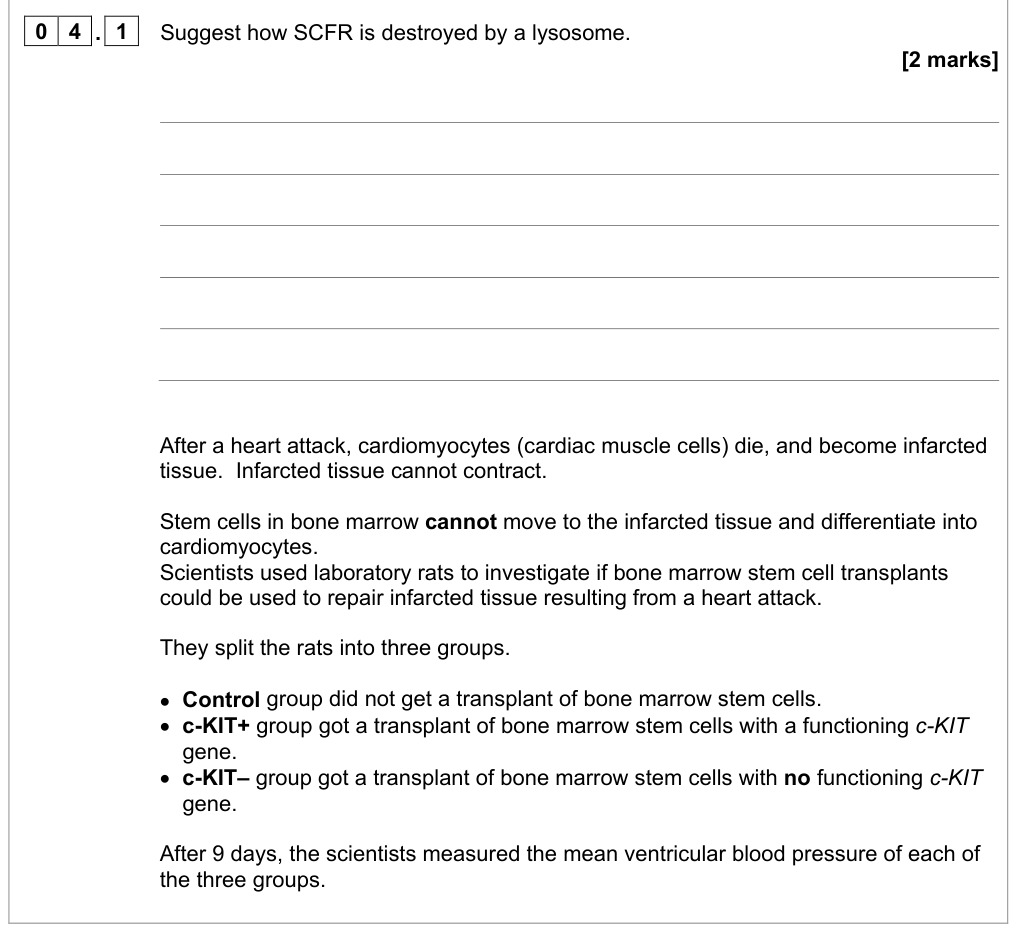 0 4 . 1 Suggest how SCFR is destroyed by a lysosome.
[2 marks]
After a heart attack, cardiomyocytes (cardiac muscle cells) die, and become infarcted
tissue. Infarcted tissue cannot contract.
Stem cells in bone marrow cannot move to the infarcted tissue and differentiate into
cardiomyocytes.
Scientists used laboratory rats to investigate if bone marrow stem cell transplants
could be used to repair infarcted tissue resulting from a heart attack.
They split the rats into three groups.
• Control group did not get a transplant of bone marrow stem cells.
• c-KIT+ group got a transplant of bone marrow stem cells with a functioning c-KIT
gene.
• c-KIT– group got a transplant of bone marrow stem cells with no functioning c-KIT
gene.
After 9 days, the scientists measured the mean ventricular blood pressure of each of
the three groups.